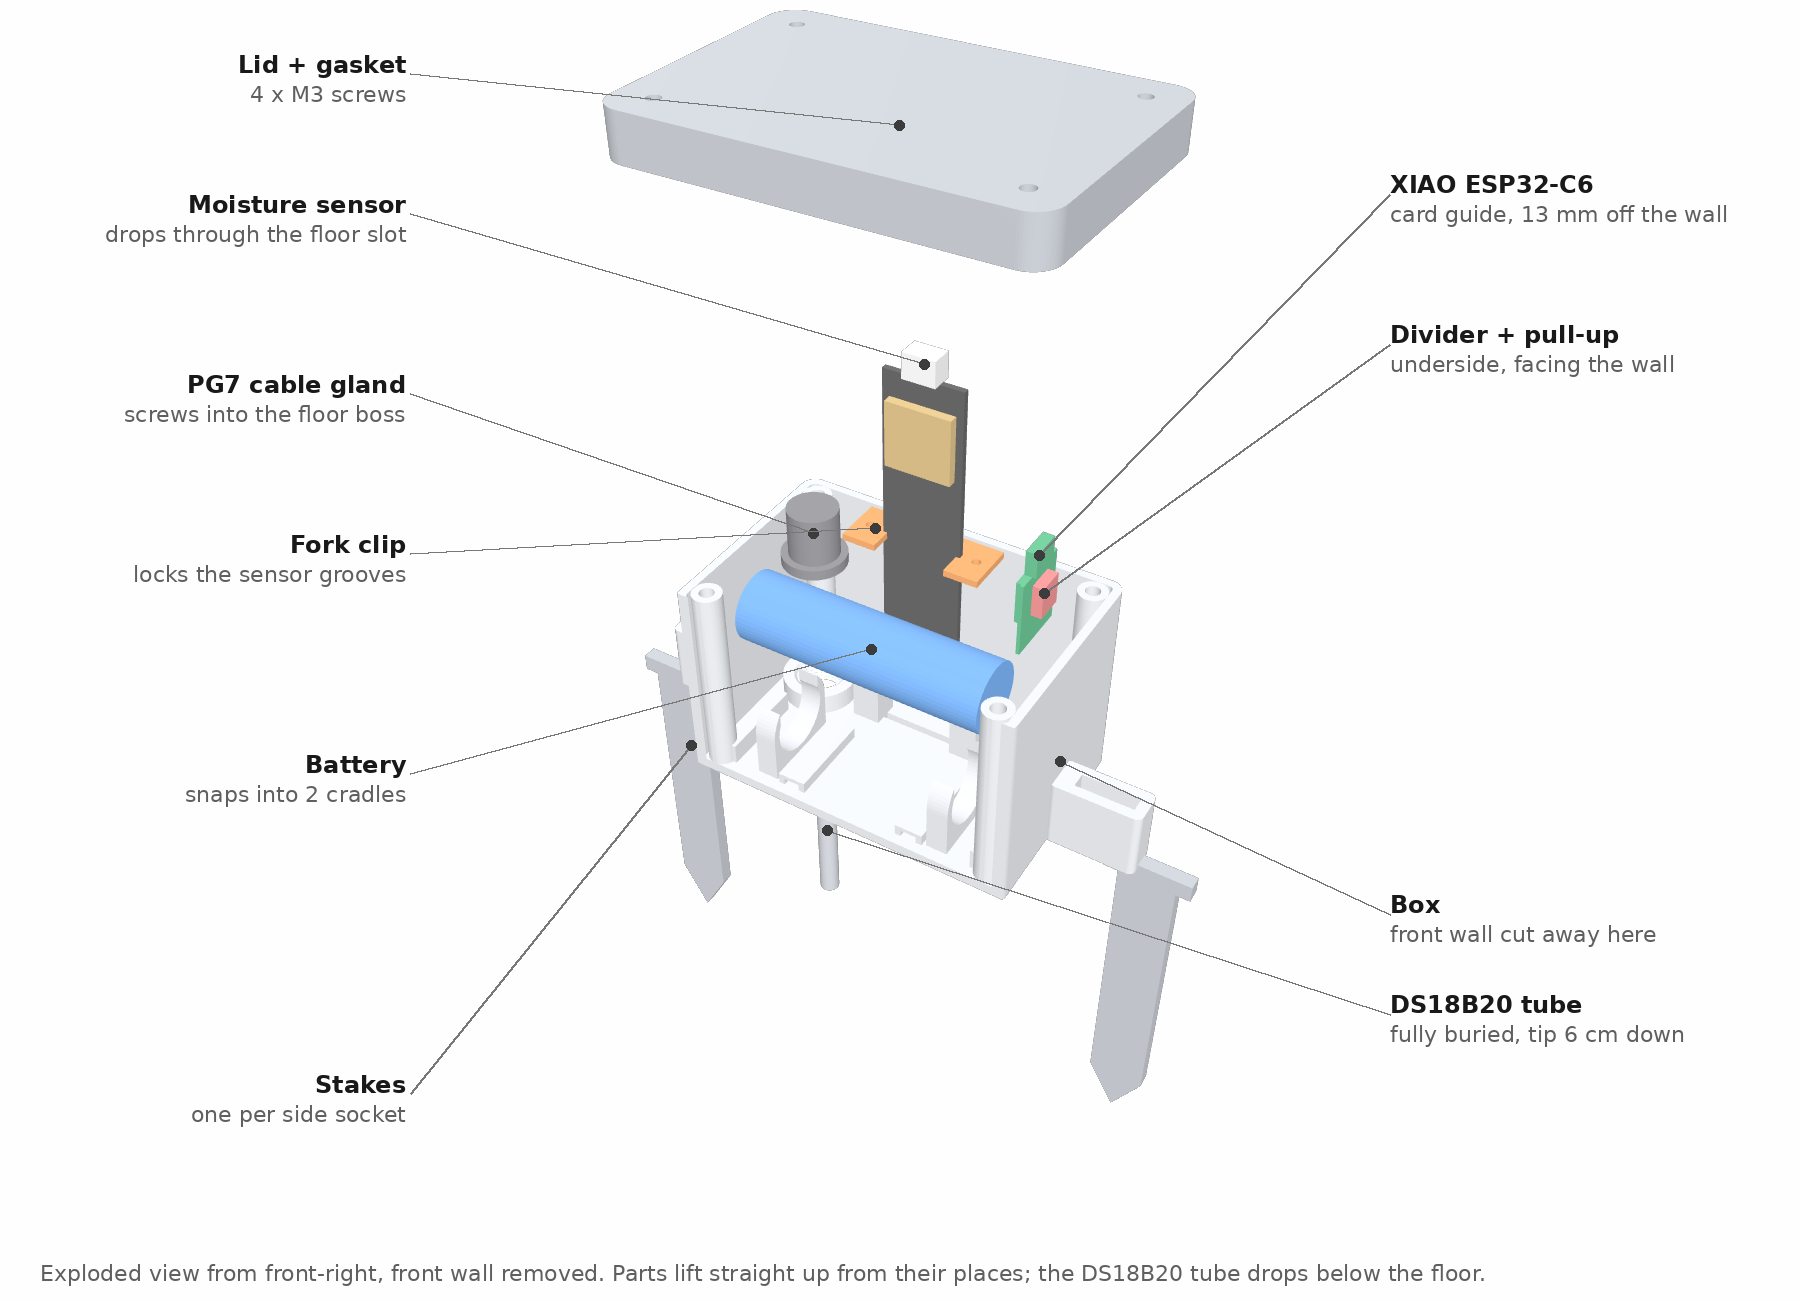 Lid + gasket
4 x M3 screws
Moisture sensor
drops through the floor slot
PG7 cable gland
screws into the floor boss
Fork clip
locks the sensor grooves
Battery
snaps into 2 cradles
Stakes
one per side socket
XIAO ESP32-C6
card guide, 13 mm off the wall
Divider + pull-up
underside, facing the wall
Box
front wall cut away here
DS18B20 tube
fully buried, tip 6 cm down
Exploded view from front-right, front wall removed. Parts lift straight up from their places; the DS18B20 tube drops below the floor.